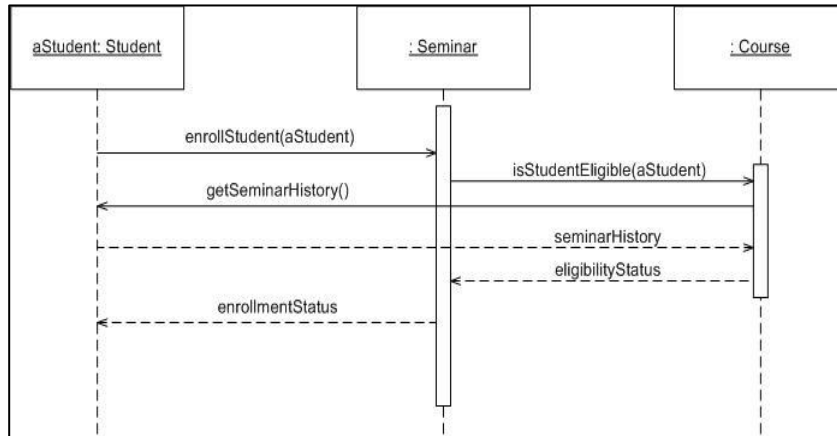 aStudent: Student
: Seminar
: Course
enrollStudent(aStudent)
isStudentEligible(aStudent)
getSeminarHistory()
seminarHistory
eligibilityStatus
enrollmentStatus